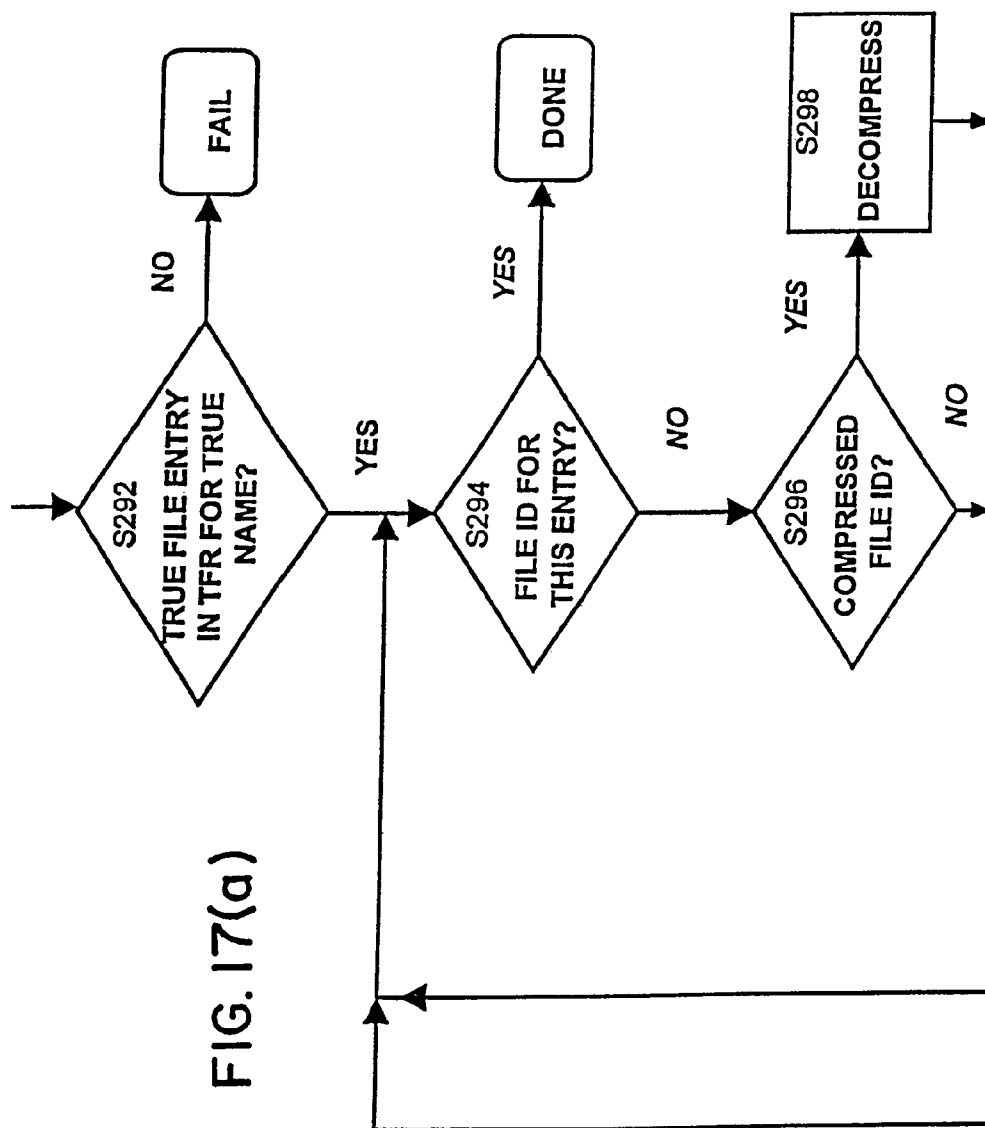 FIG. 17(a)
S292
TRUE FILE ENTRY
IN TFR FOR TRUE
NAME?
NO
FAIL
YES
S294
FILE ID FOR
THIS ENTRY?
YES
DONE
NO
S296
COMPRESSED
FILE ID?
YES
S298
DECOMPRESS
NO